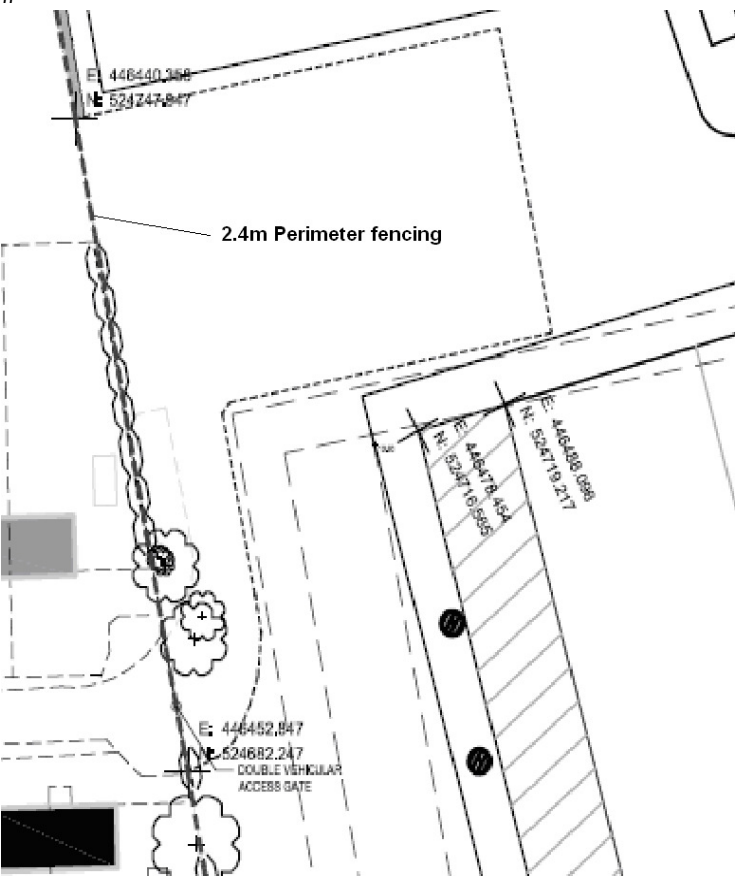 E: 446440.358
N: 524747.847
2.4m Perimeter fencing
E: 446488.096
N: 524719.217
E: 446478.454
N: 524716.565
E: 446452.847
N: 524682.247
DOUBLE VEHICULAR
ACCESS GATE